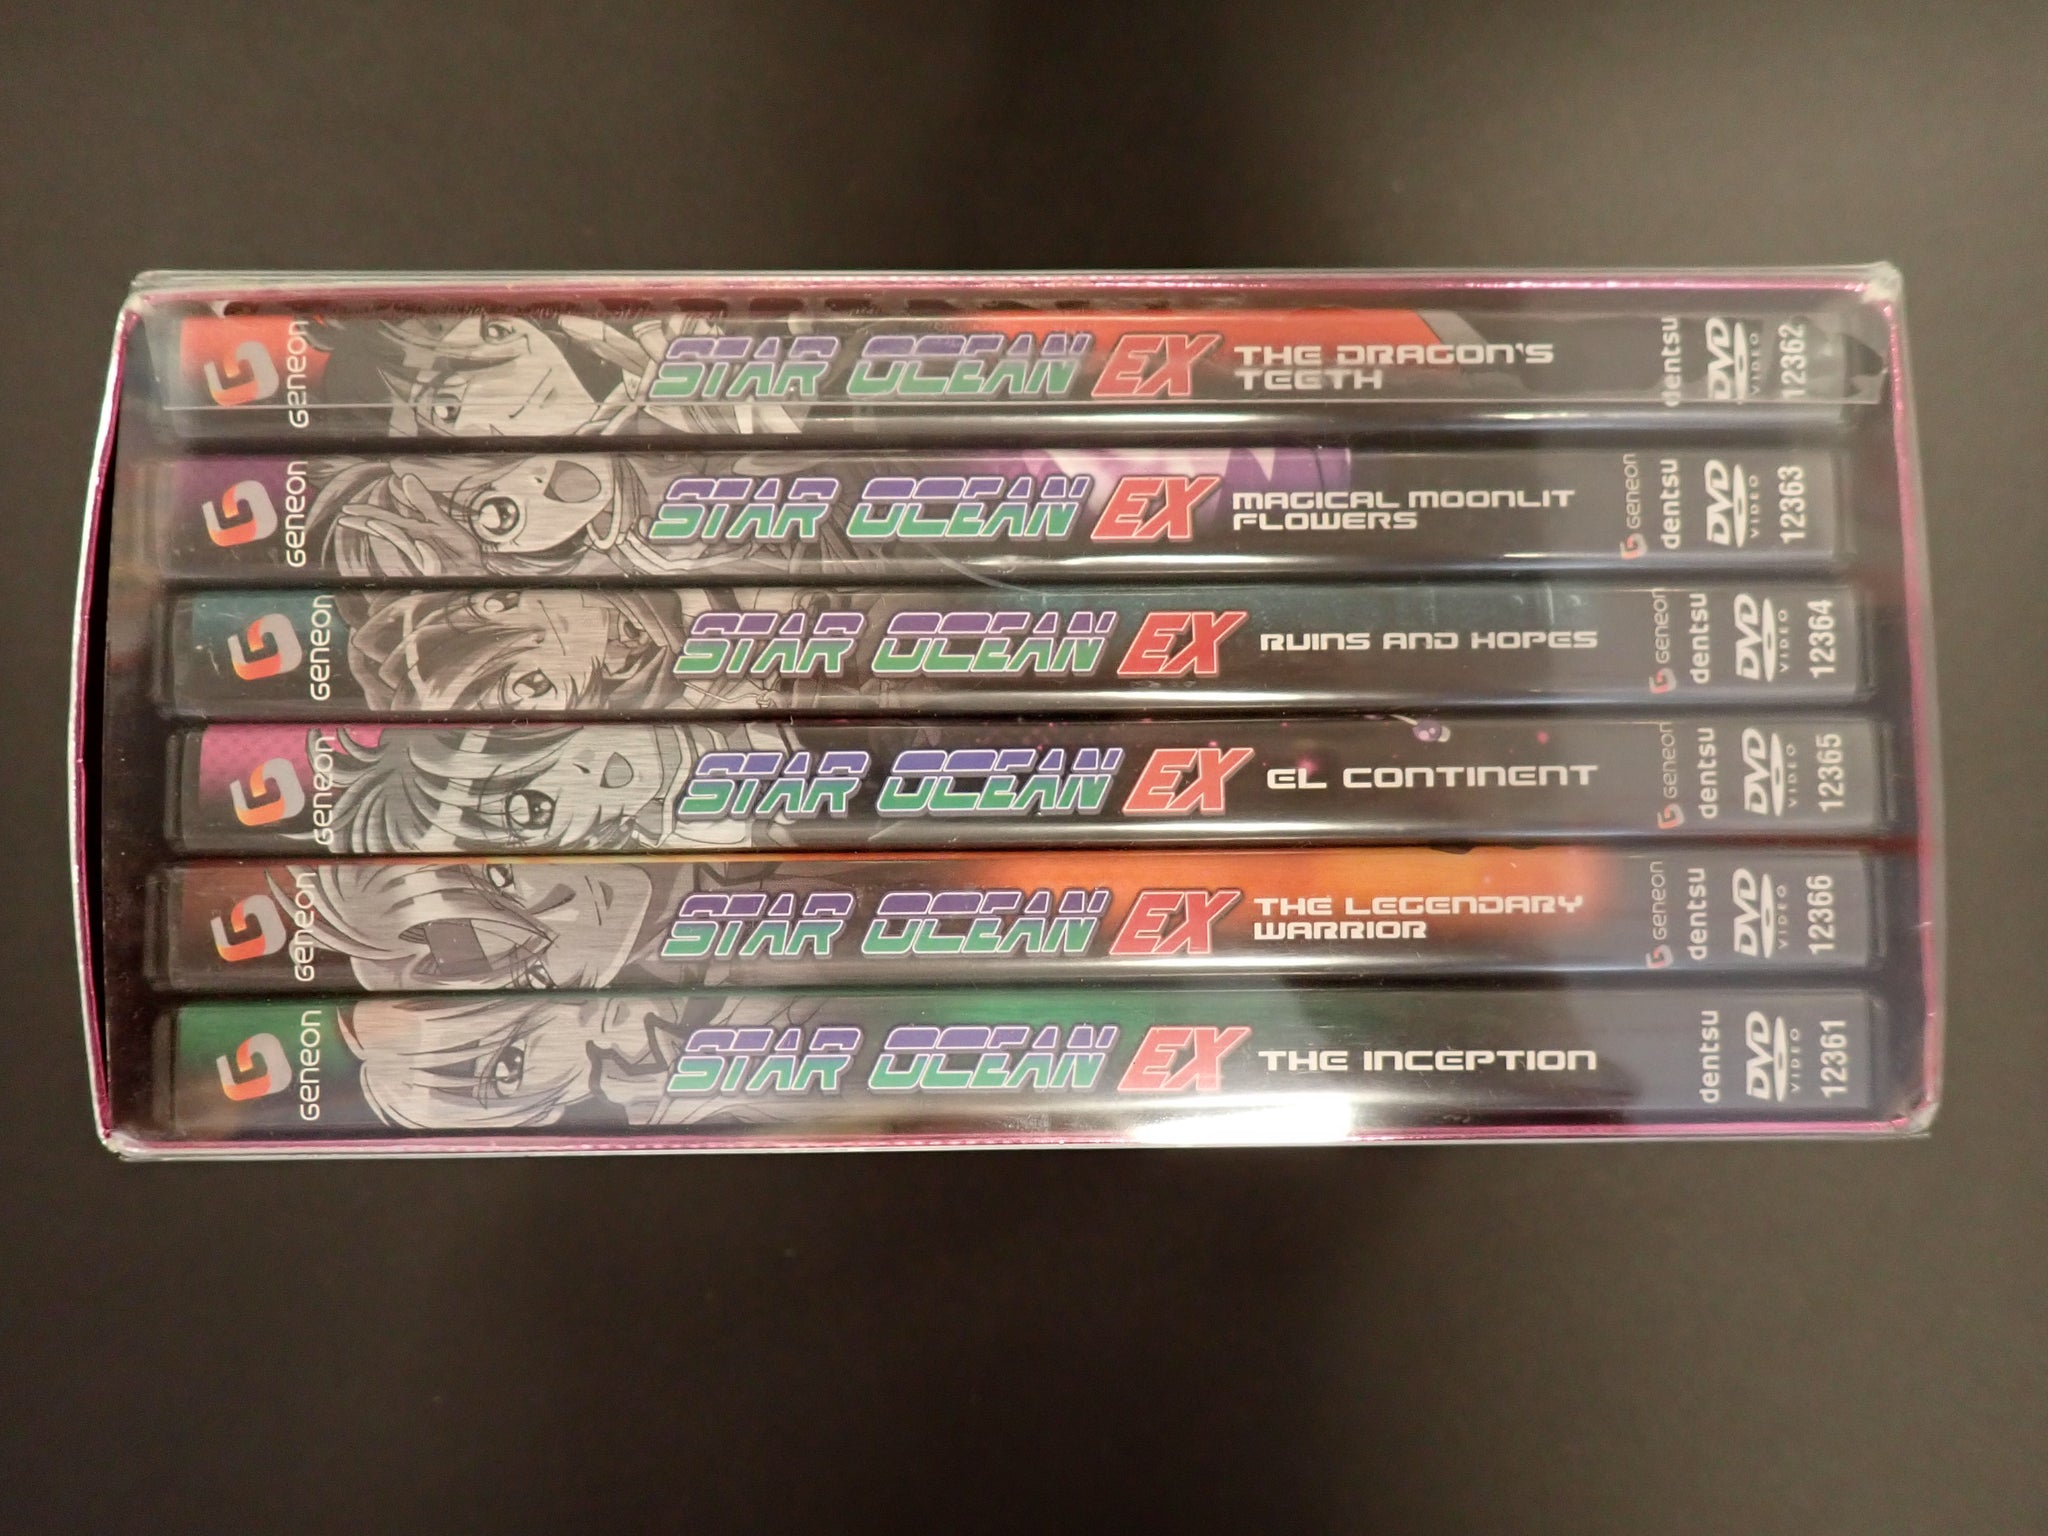 GENEON
STAR OCEAN EX
THE DRAGON'S
TEETH
dentsu
DVD
VIDEO
12362
GENEON
STAR OCEAN EX
MAGICAL MOONLIT
FLOWERS
GENEON
dentsu
DVD
VIDEO
12363
GENEON
STAR OCEAN EX
RUINS AND HOPES
GENEON
dentsu
DVD
VIDEO
12364
GENEON
STAR OCEAN EX
EL CONTINENT
GENEON
dentsu
DVD
VIDEO
12365
GENEON
STAR OCEAN EX
THE LEGENDARY
WARRIOR
GENEON
dentsu
DVD
VIDEO
12366
GENEON
STAR OCEAN EX
THE INCEPTION
dentsu
DVD
VIDEO
12361